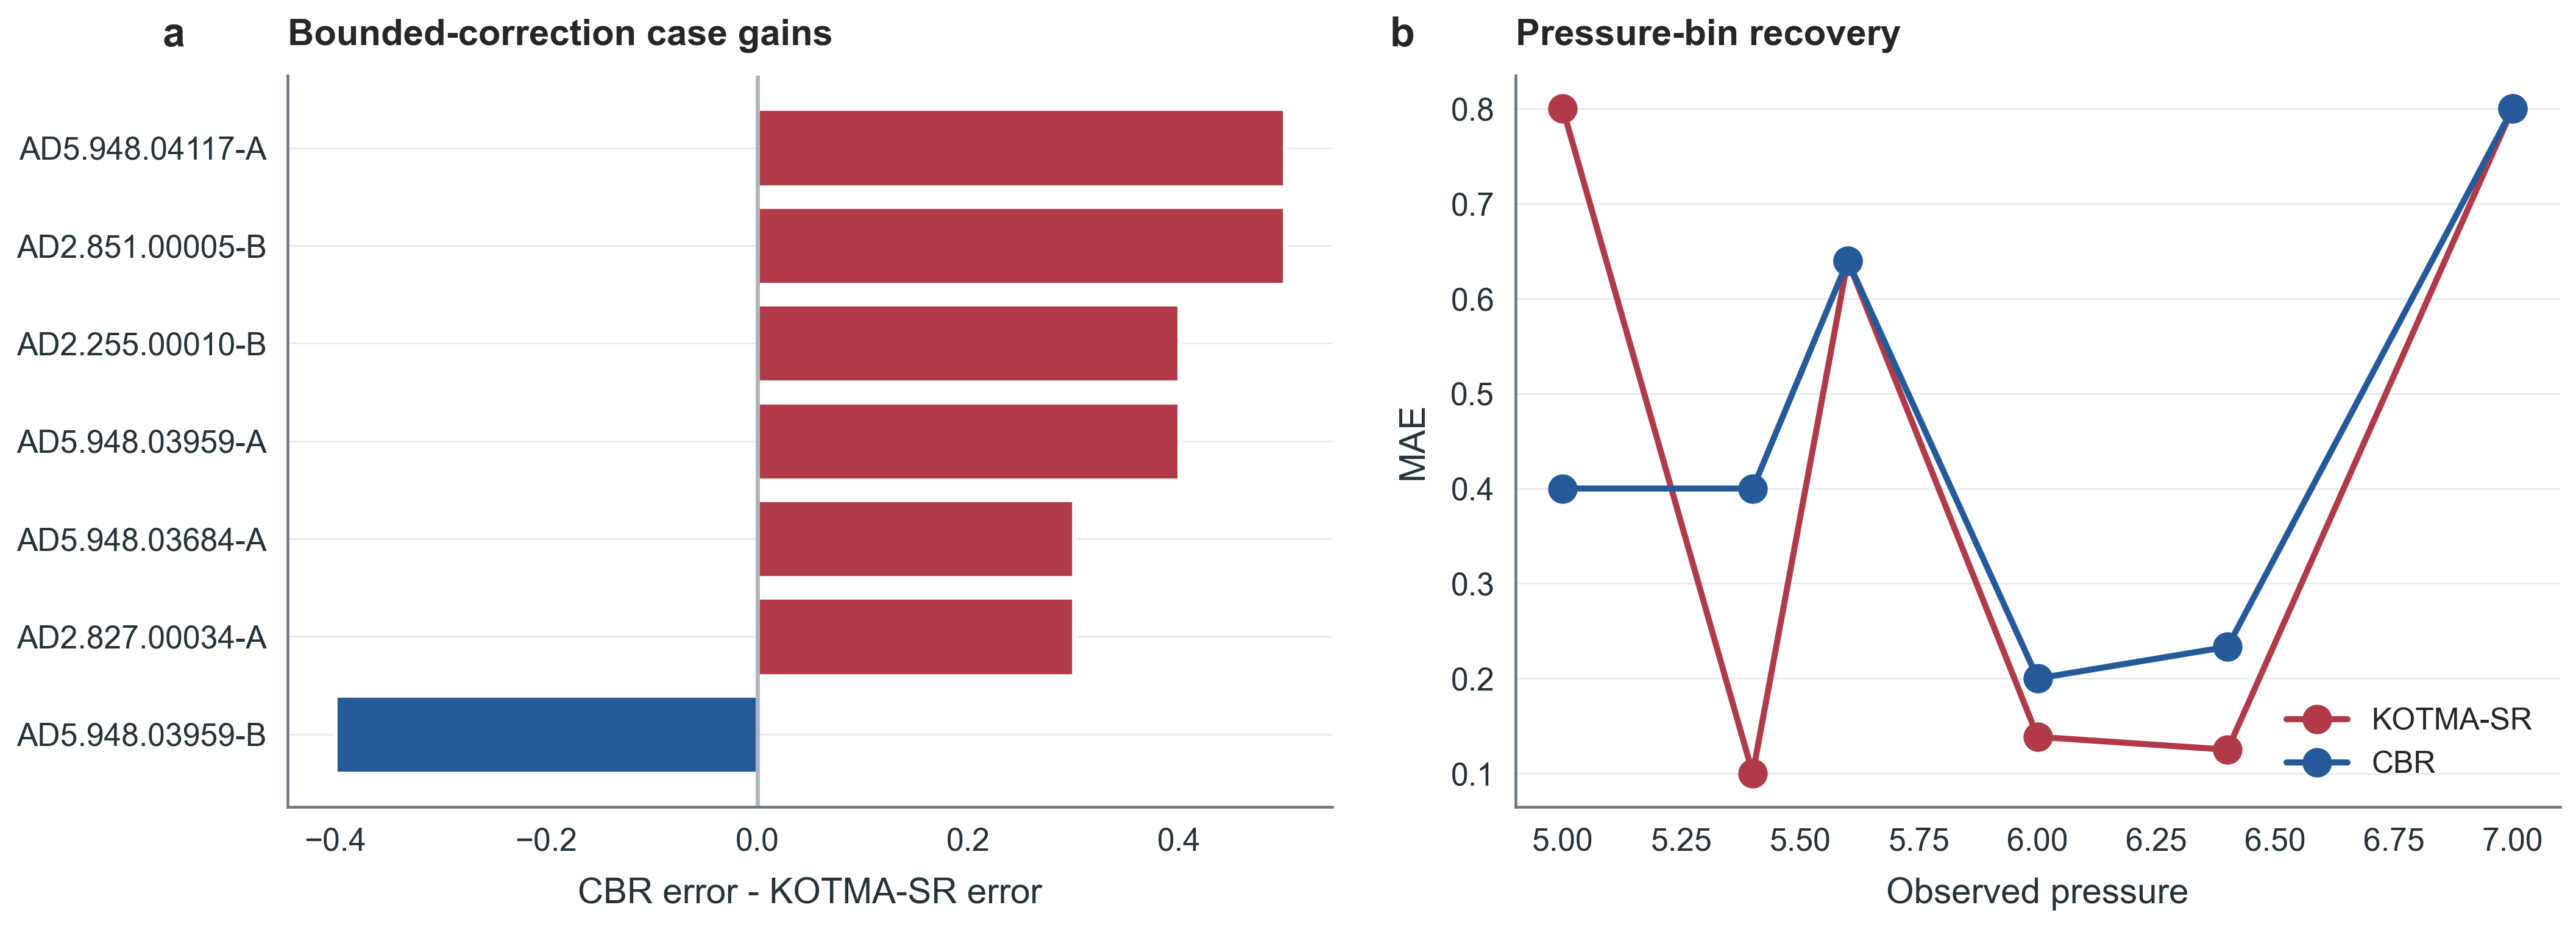 a Bounded-correction case gains
AD5.948.04117-A
AD2.851.00005-B
AD2.255.00010-B
AD5.948.03959-A
AD5.948.03684-A
AD2.827.00034-A
AD5.948.03959-B
−0.4 −0.2 0.0 0.2 0.4
CBR error - KOTMA-SR error
b Pressure-bin recovery
MAE
0.8
0.7
0.6
0.5
0.4
0.3
0.2
0.1
KOTMA-SR
CBR
5.00 5.25 5.50 5.75 6.00 6.25 6.50 6.75 7.00
Observed pressure